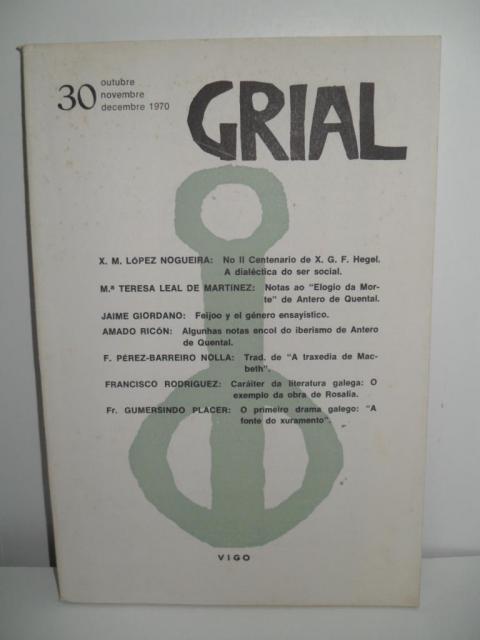 30
outubre
novembre
decembre 1970
GRIAL
X. M. LÓPEZ NOGUEIRA: No II Centenario de X. G. F. Hegel.
A dialéctica do ser social.
M.ª TERESA LEAL DE MARTINEZ: Notas ao "Elogio da Mor-
te" de Antero de Quental.
JAIME GIORDANO: Feijoo y el género ensayístico.
AMADO RICÓN: Algunhas notas encol do iberismo de Antero
de Quental.
F. PÉREZ-BARREIRO NOLLA: Trad. de "A traxedia de Mac-
beth".
FRANCISCO RODRIGUEZ: Caráiter da literatura galega: O
exemplo da obra de Rosalía.
Fr. GUMERSINDO PLACER: O primeiro drama galego: "A
fonte do xuramento".
VIGO